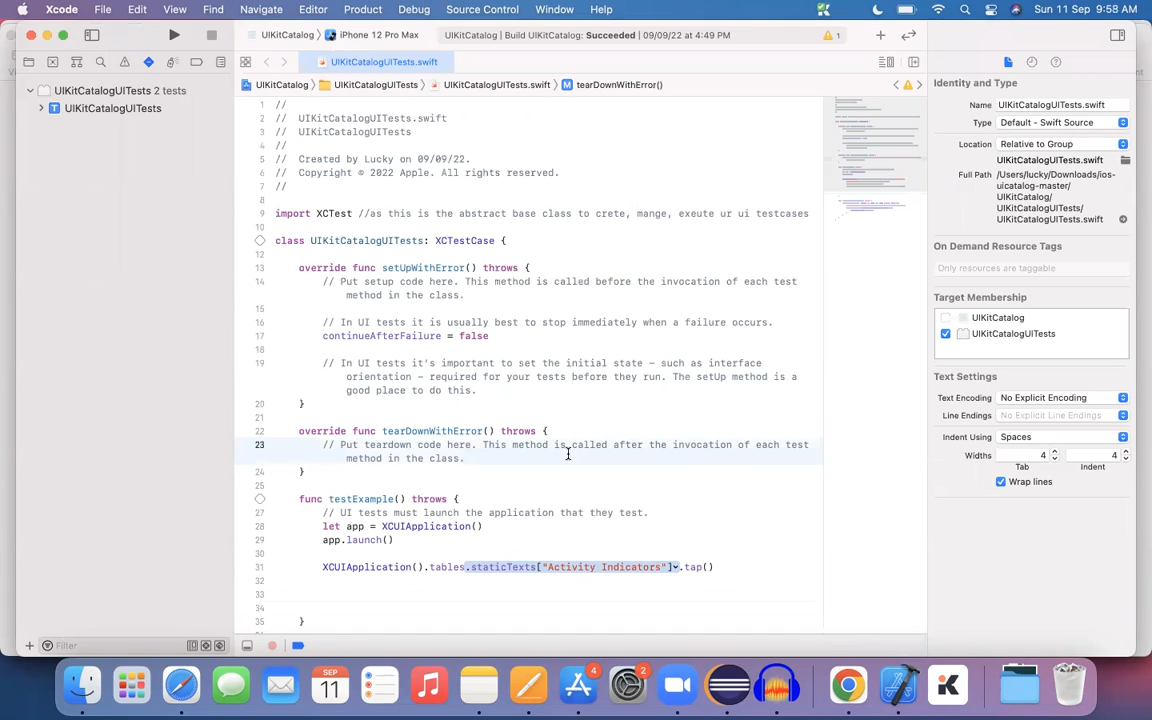 Xcode File Edit View Find Navigate Editor Product Debug Source Control Window Help Sun 11 Sep 9:58 AM
UIKitCatalog iPhone 12 Pro Max UIKitCatalog | Build UIKitCatalog: Succeeded | 09/09/22 at 4:49 PM 1
UIKitCatalogUITests.swift
UIKitCatalog UIKitCatalogUITests UIKitCatalogUITests.swift M tearDownWithError()
UIKitCatalogUITests 2 tests
T UIKitCatalogUITests
Filter
1 //
2 // UIKitCatalogUITests.swift
3 // UIKitCatalogUITests
4 //
5 // Created by Lucky on 09/09/22.
6 // Copyright © 2022 Apple. All rights reserved.
7 //
8
9 import XCTest //as this is the abstract base class to crete, mange, exeute ur ui testcases
10
11 class UIKitCatalogUITests: XCTestCase {
12
13 override func setUpWithError() throws {
14 // Put setup code here. This method is called before the invocation of each test
method in the class.
15
16 // In UI tests it is usually best to stop immediately when a failure occurs.
17 continueAfterFailure = false
18
19 // In UI tests it's important to set the initial state - such as interface
orientation - required for your tests before they run. The setUp method is a
good place to do this.
20 }
21
22 override func tearDownWithError() throws {
23 // Put teardown code here. This method is called after the invocation of each test
method in the class.
24 }
25
26 func testExample() throws {
27 // UI tests must launch the application that they test.
28 let app = XCUIApplication()
29 app.launch()
30
31 XCUIApplication().tables.staticTexts["Activity Indicators"].tap()
32
33
34
35 }
Identity and Type
Name UIKitCatalogUITests.swift
Type Default - Swift Source
Location Relative to Group
UIKitCatalogUITests.swift
Full Path /Users/lucky/Downloads/ios-
uicatalog-master/
UIKitCatalog/
UIKitCatalogUITests/
UIKitCatalogUITests.swift
On Demand Resource Tags
Only resources are taggable
Target Membership
UIKitCatalog
UIKitCatalogUITests
Text Settings
Text Encoding No Explicit Encoding
Line Endings No Explicit Line Endings
Indent Using Spaces
Widths 4 4
Tab Indent
Wrap lines
SEP
11
4
2